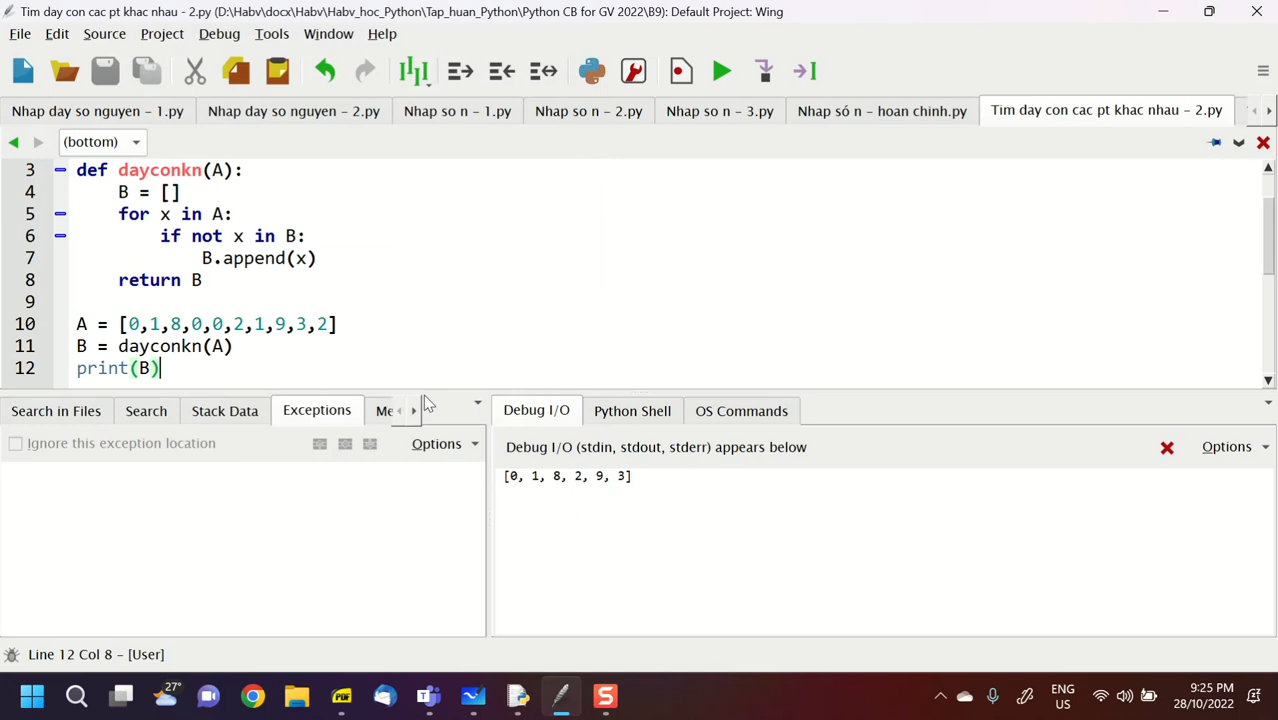 Tim day con cac pt khac nhau - 2.py (D:\Habv\docx\Habv\Habv_hoc_Python\Tap_huan_Python\Python CB for GV 2022\B9): Default Project: Wing
File Edit Source Project Debug Tools Window Help
Nhap day so nguyen - 1.py Nhap day so nguyen - 2.py Nhap so n - 1.py Nhap so n - 2.py Nhap so n - 3.py Nhap só n - hoan chinh.py Tim day con cac pt khac nhau - 2.py
(bottom)
3 def dayconkn(A):
4 B = []
5 for x in A:
6 if not x in B:
7 B.append(x)
8 return B
9
10 A = [0,1,8,0,0,2,1,9,3,2]
11 B = dayconkn(A)
12 print(B)
Search in Files Search Stack Data Exceptions Me Debug I/O Python Shell OS Commands
Ignore this exception location Options Debug I/O (stdin, stdout, stderr) appears below Options
[0, 1, 8, 2, 9, 3]
Line 12 Col 8 - [User]
27° PDF S ENG 9:25 PM
US 28/10/2022